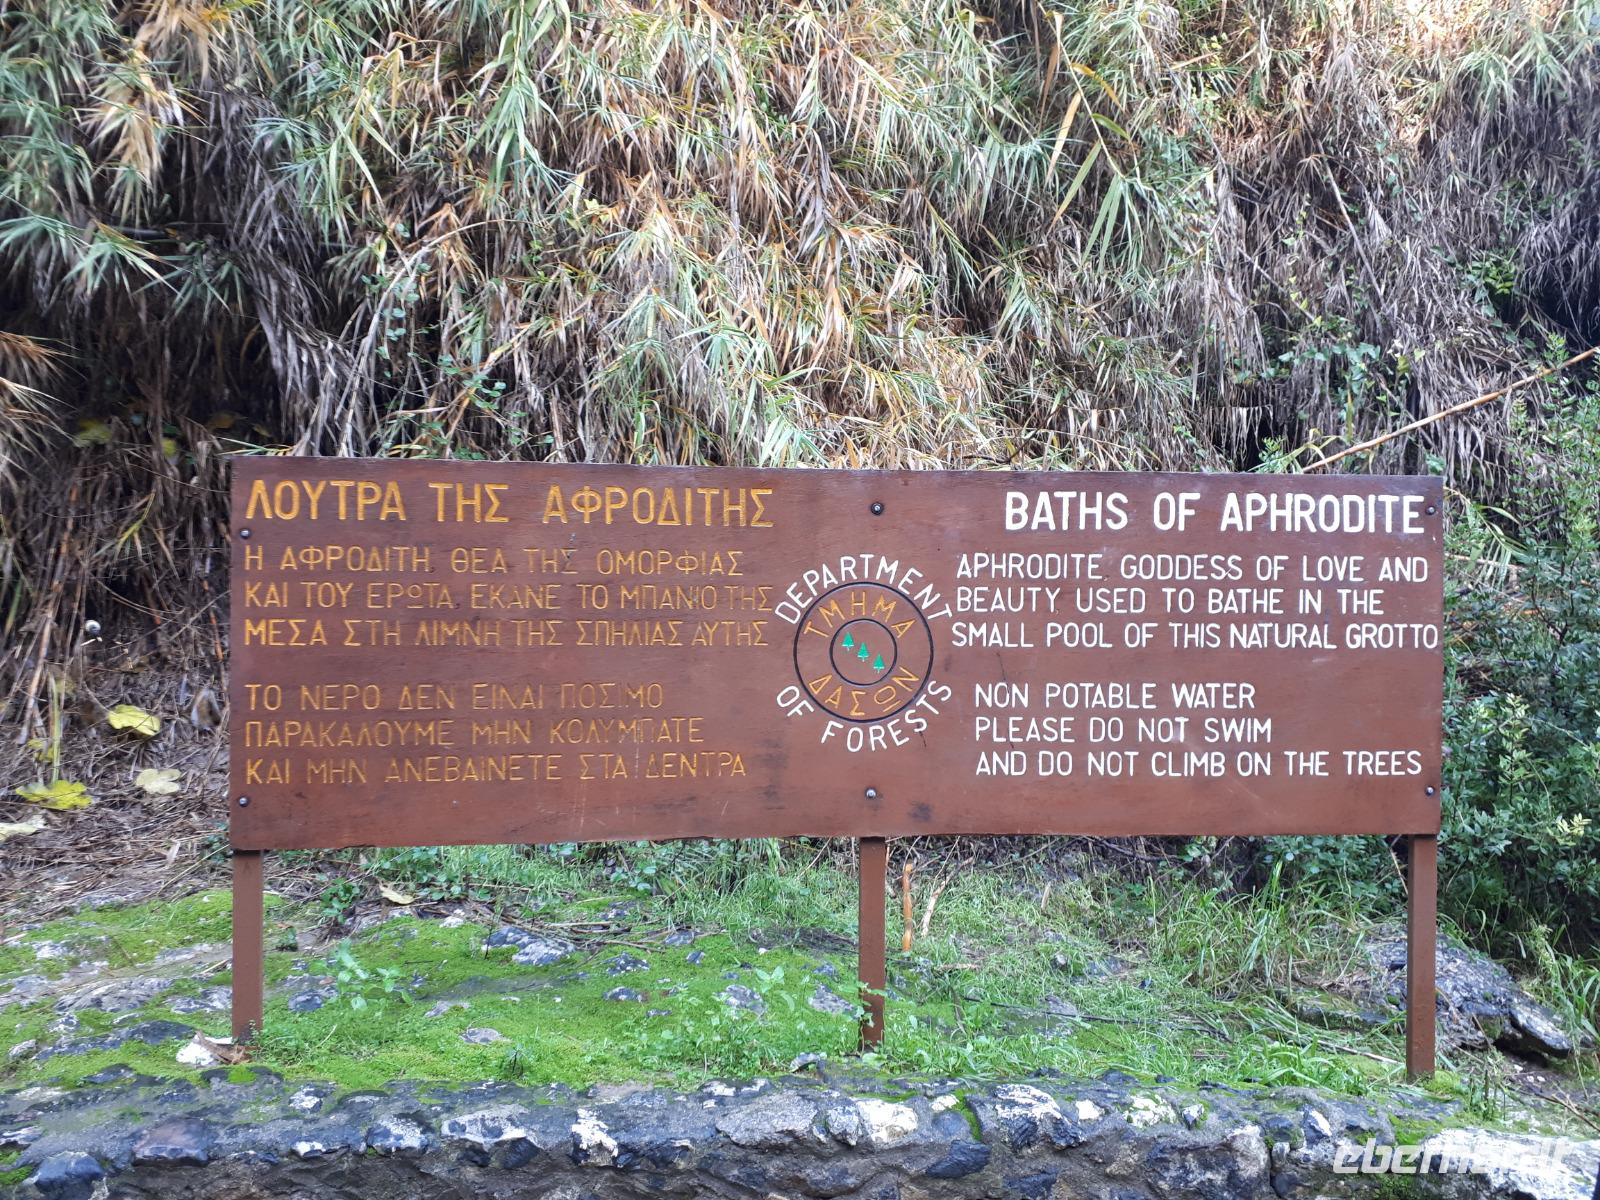 ΛΟΥΤΡΑ ΤΗΣ ΑΦΡΟΔΙΤΗΣ
Η ΑΦΡΟΔΙΤΗ, ΘΕΑ ΤΗΣ ΟΜΟΡΦΙΑΣ
ΚΑΙ ΤΟΥ ΕΡΩΤΑ ΕΚΑΝΕ ΤΟ ΜΠΑΝΙΟ ΤΗΣ
ΜΕΣΑ ΣΤΗ ΛΙΜΝΗ ΤΗΣ ΣΠΗΛΙΑΣ ΑΥΤΗΣ
ΤΟ ΝΕΡΟ ΔΕΝ ΕΙΝΑΙ ΠΟΣΙΜΟ
ΠΑΡΑΚΑΛΟΥΜΕ ΜΗΝ ΚΟΛΥΜΠΑΤΕ
ΚΑΙ ΜΗΝ ΑΝΕΒΑΙΝΕΤΕ ΣΤΑ ΔΕΝΤΡΑ
DEPARTMENT
OF FORESTS
ΤΜΗΜΑ
ΔΑΣΩΝ
BATHS OF APHRODITE
APHRODITE, GODDESS OF LOVE AND
BEAUTY USED TO BATHE IN THE
SMALL POOL OF THIS NATURAL GROTTO
NON POTABLE WATER
PLEASE DO NOT SWIM
AND DO NOT CLIMB ON THE TREES